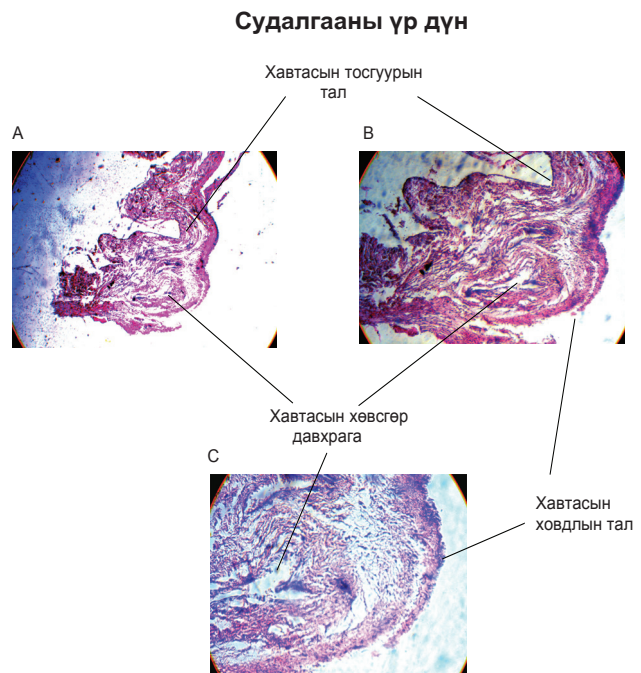 Судалгааны үр дүн
Хавтасын тосгуурын
тал
A
B
Хавтасын хөвсгөр
давхрага
C
Хавтасын
ховдлын тал